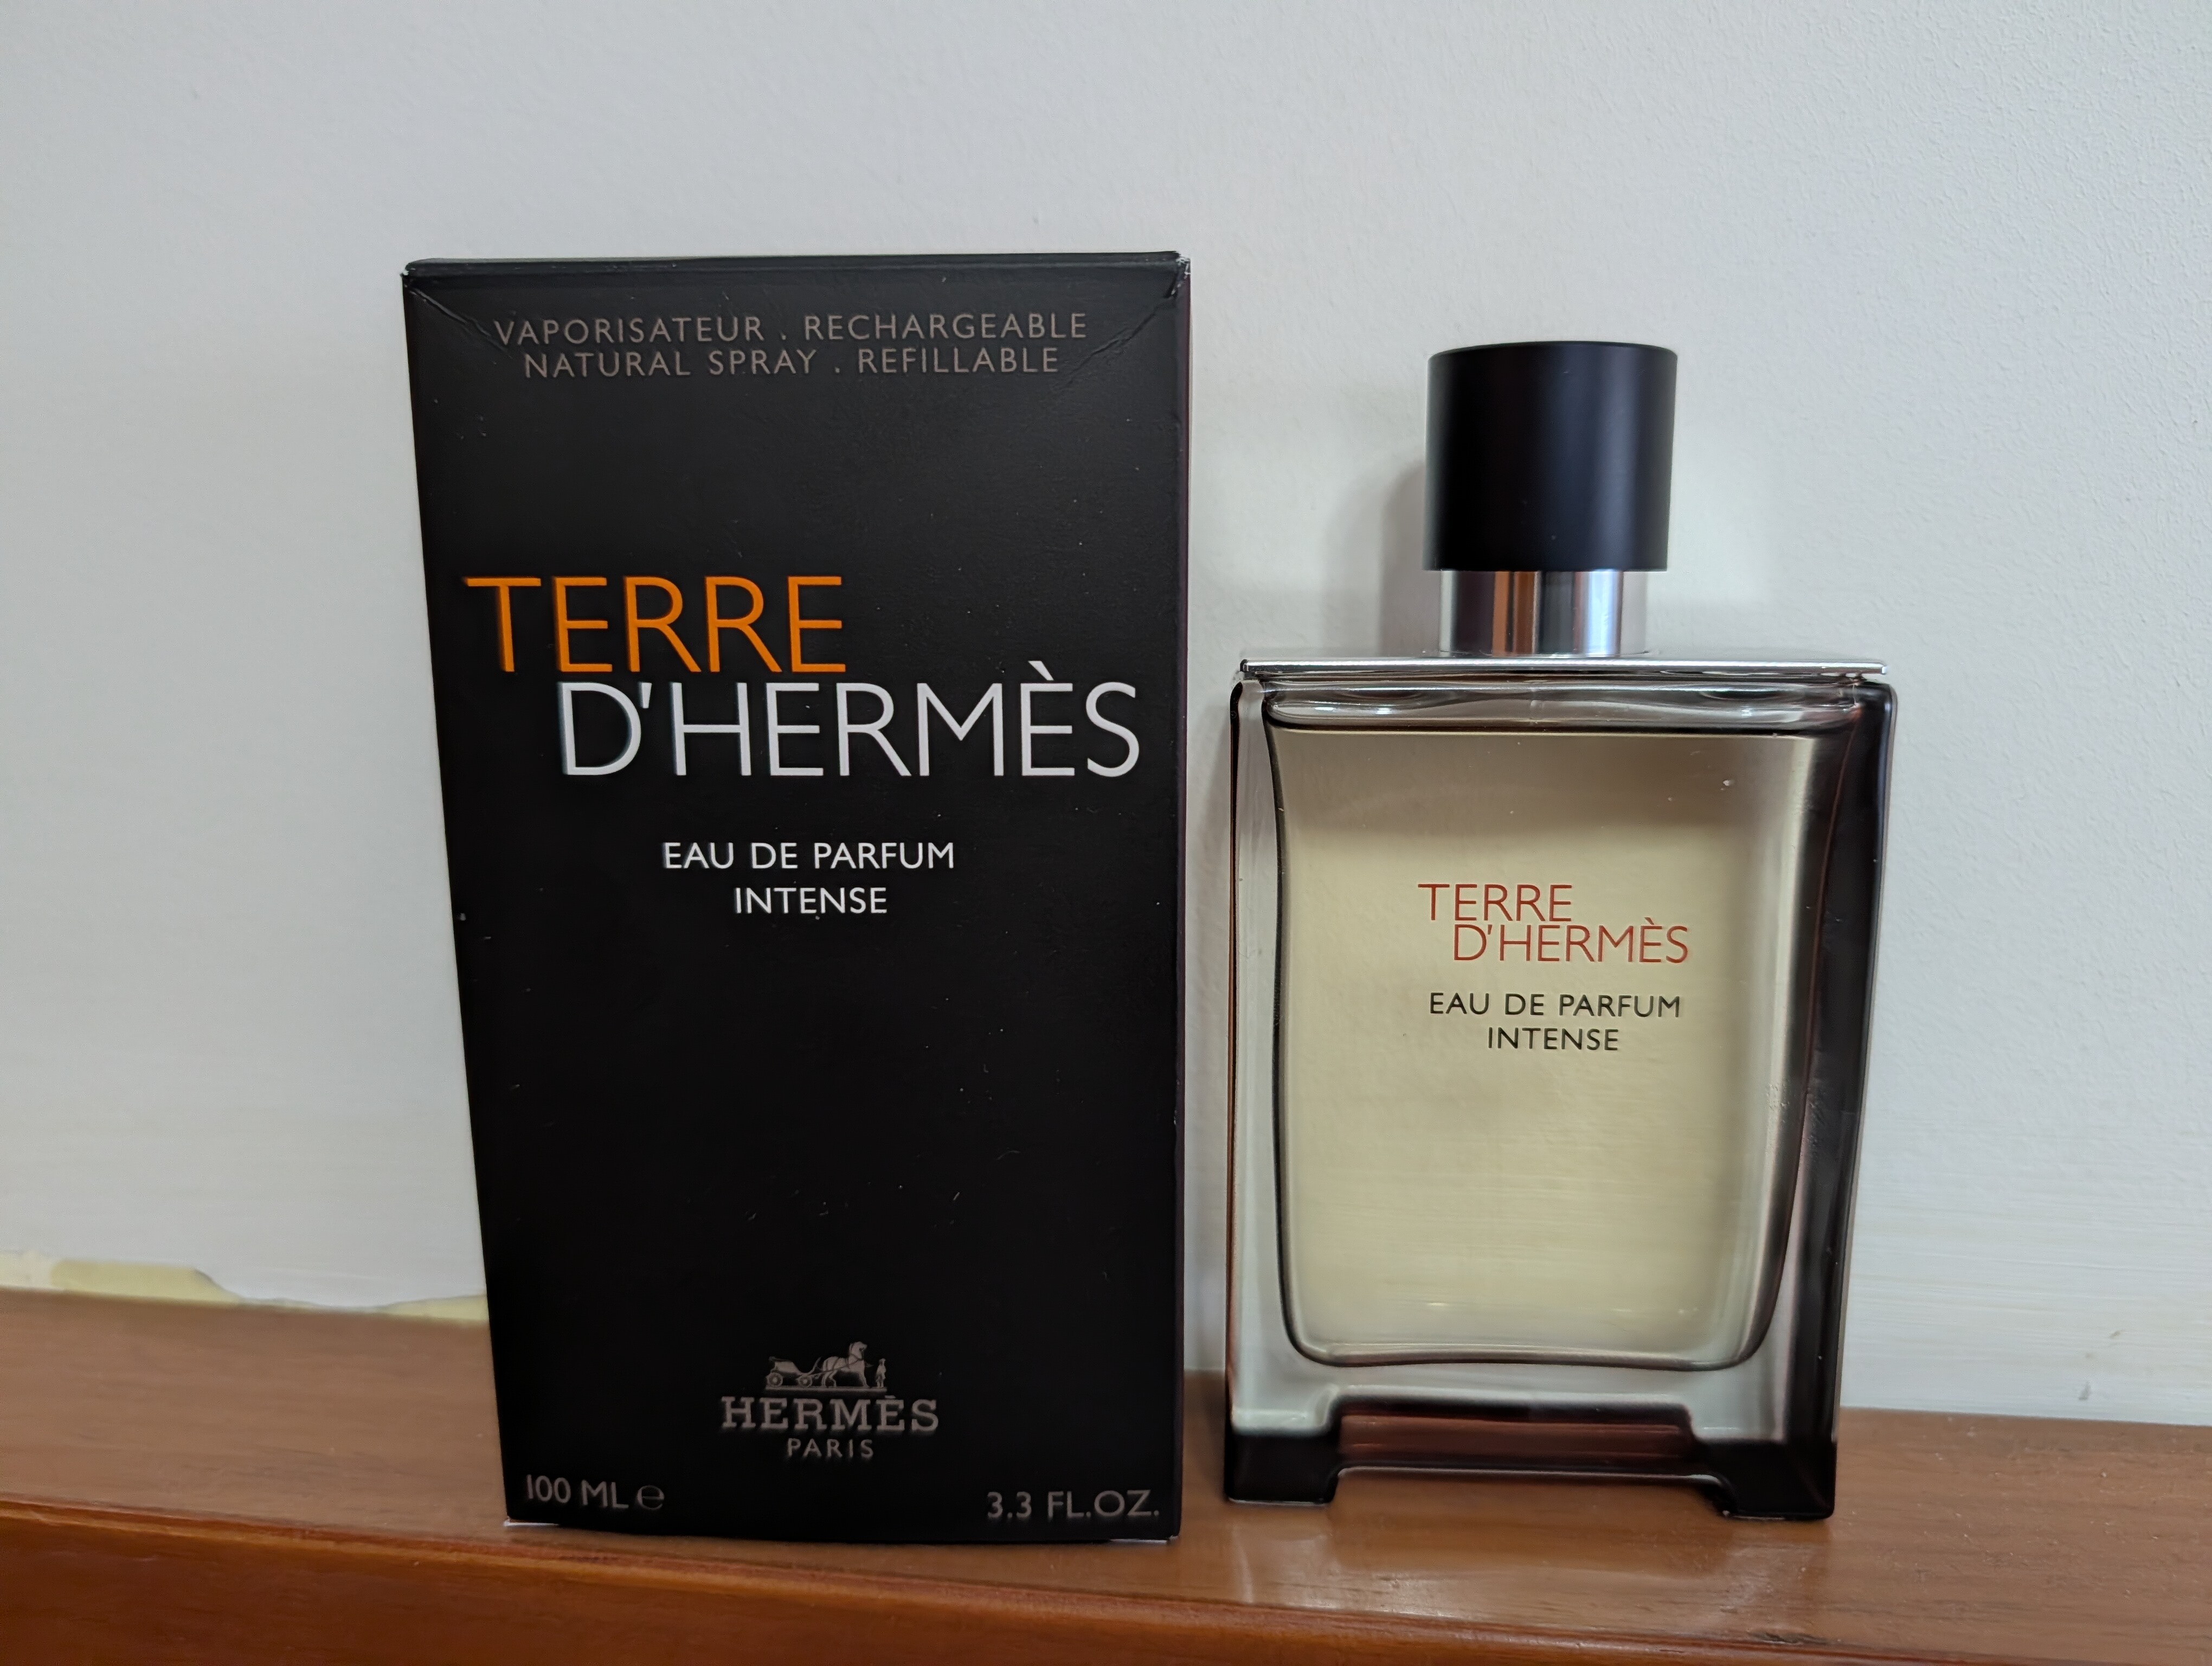 VAPORISATEUR . RECHARGEABLE
NATURAL SPRAY . REFILLABLE
TERRE
D'HERMÈS
EAU DE PARFUM
INTENSE
HERMÈS
PARIS
100 ML ℮
3.3 FL.OZ.
TERRE
D'HERMÈS
EAU DE PARFUM
INTENSE